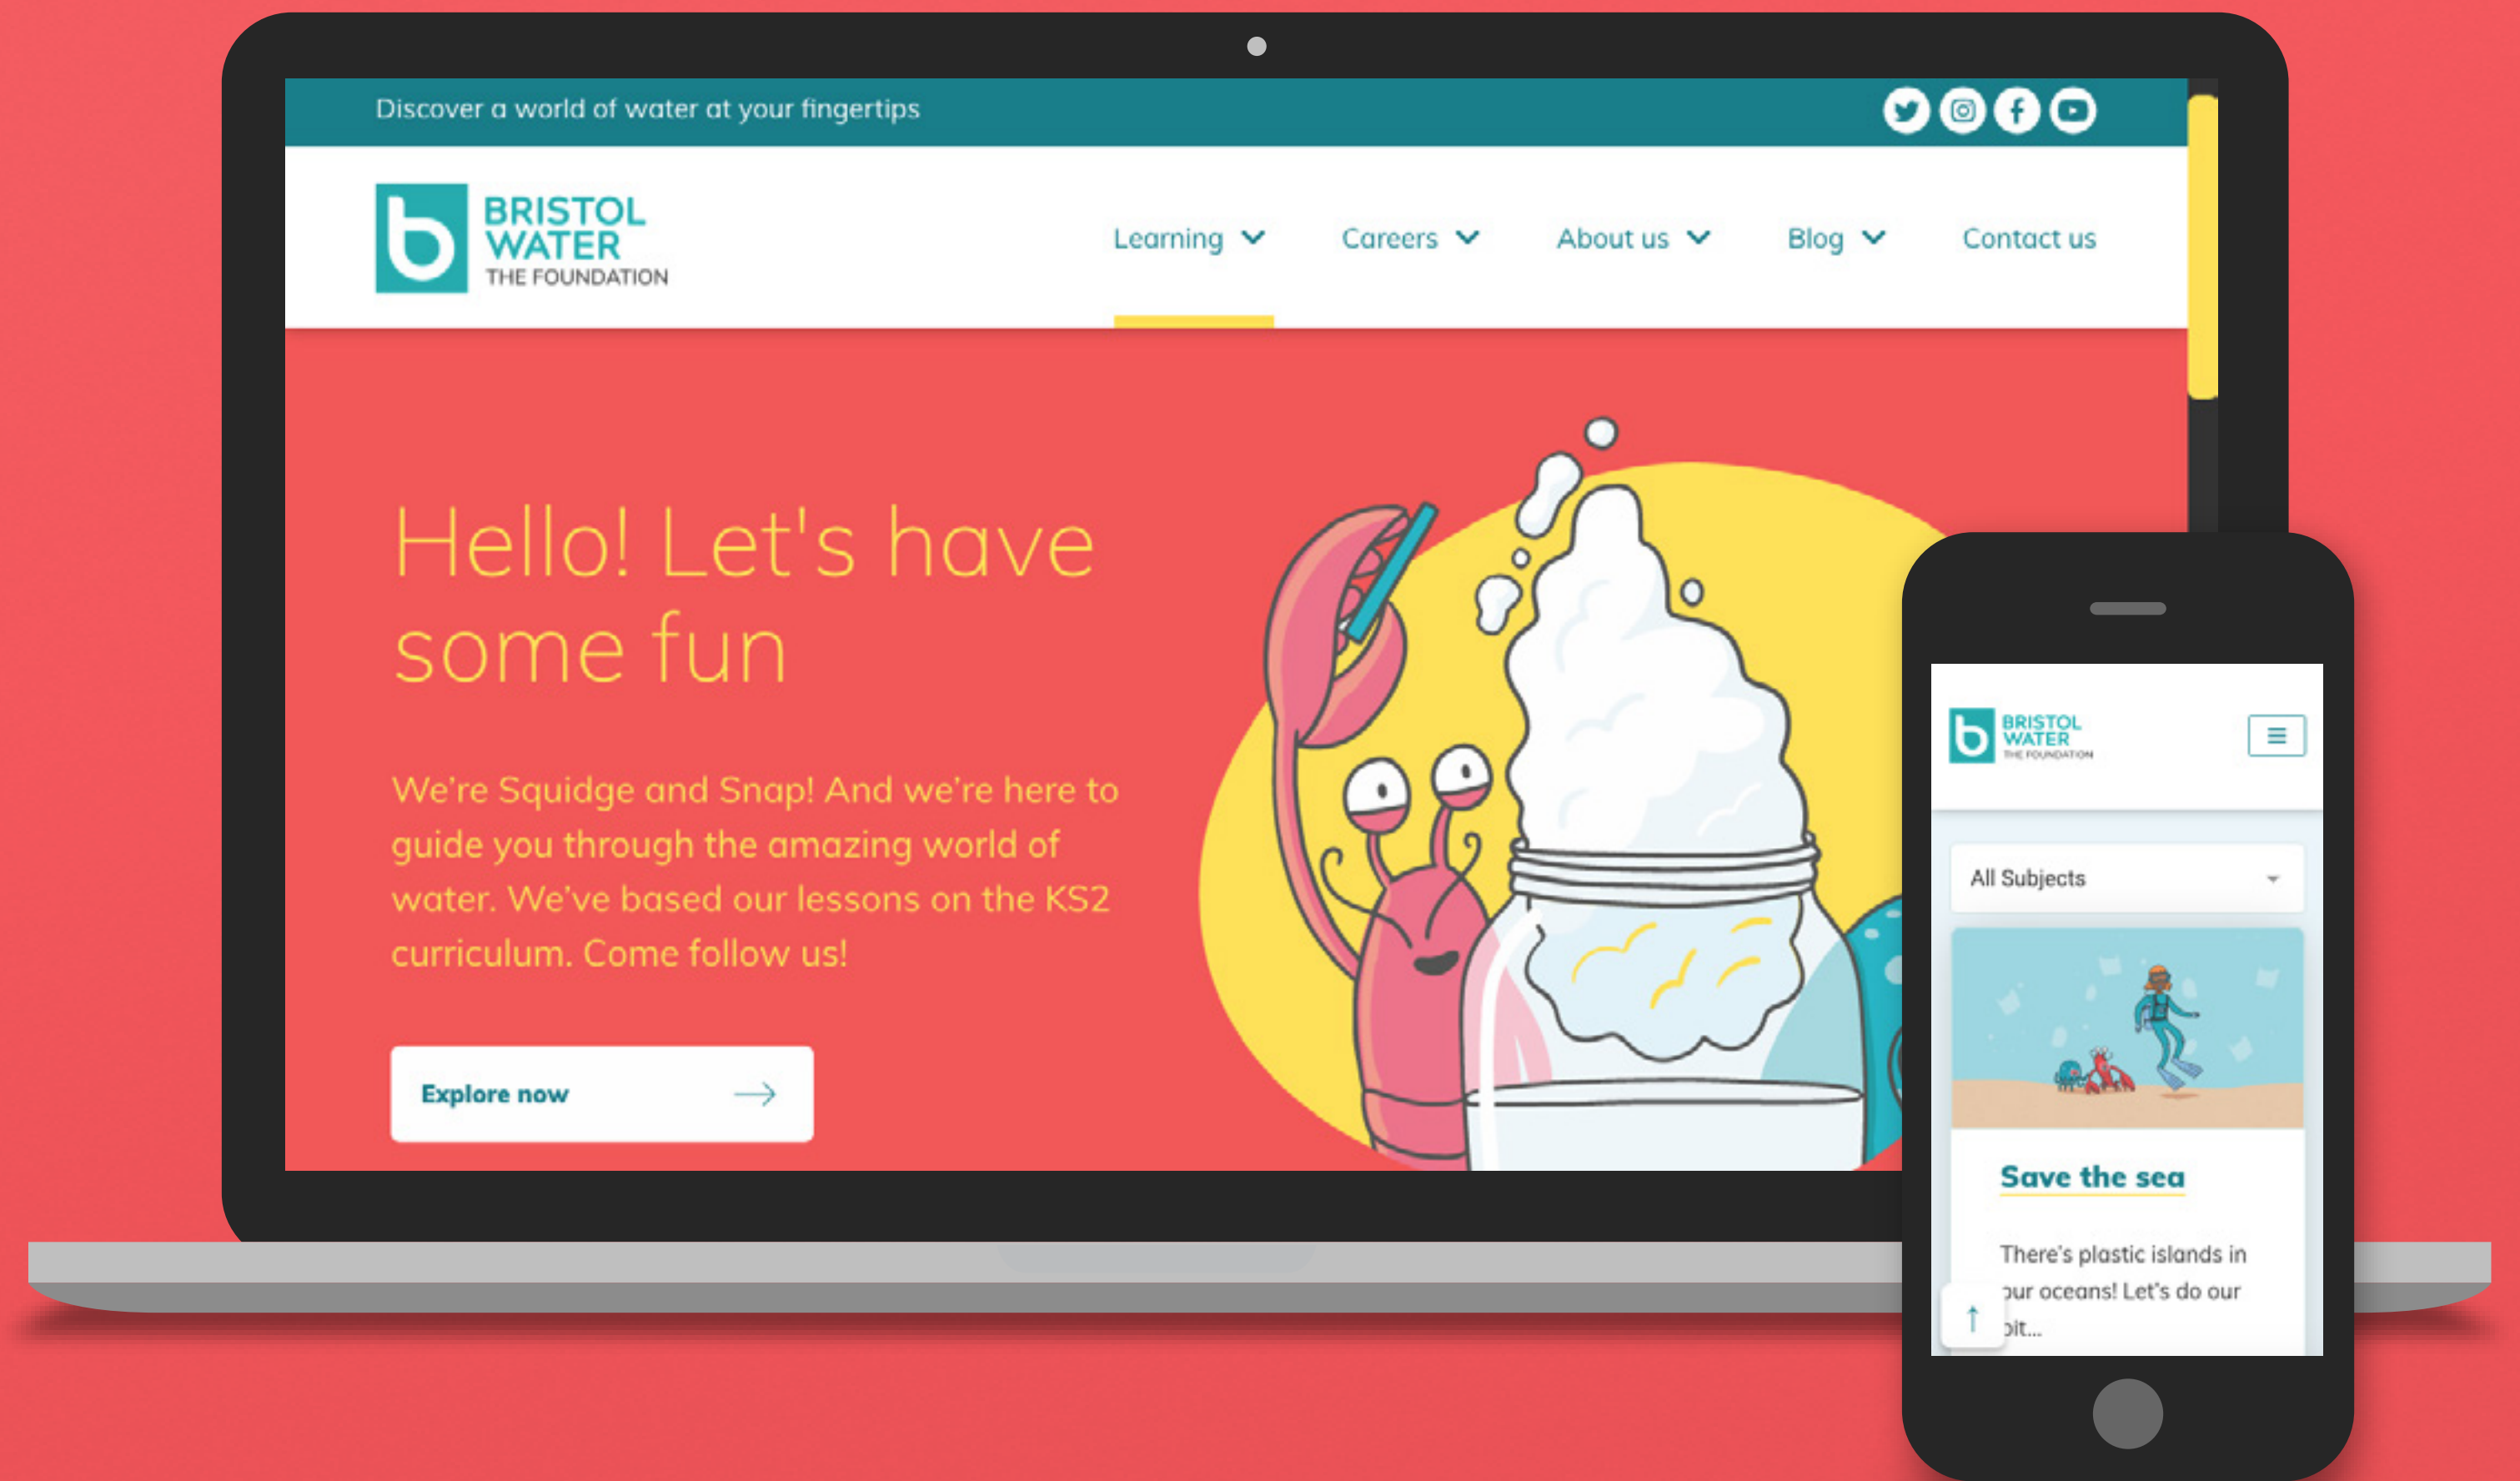 Discover a world of water at your fingertips
BRISTOL
WATER
THE FOUNDATION
Learning
Careers
About us
Blog
Contact us
Hello! Let's have
some fun
We're Squidge and Snap! And we're here to
guide you through the amazing world of
water. We've based our lessons on the KS2
curriculum. Come follow us!
Explore now
BRISTOL
WATER
THE FOUNDATION
All Subjects
Save the sea
There's plastic islands in
our oceans! Let's do our
bit...